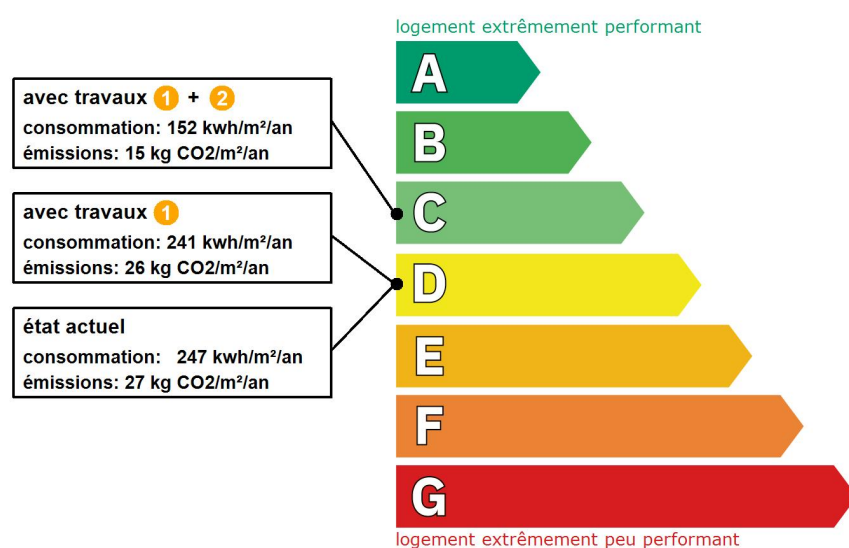 logement extrêmement performant
avec travaux 1 + 2
consommation: 152 kwh/m²/an
émissions: 15 kg CO2/m²/an
avec travaux 1
consommation: 241 kwh/m²/an
émissions: 26 kg CO2/m²/an
état actuel
consommation: 247 kwh/m²/an
émissions: 27 kg CO2/m²/an
A
B
C
D
E
F
G
logement extrêmement peu performant